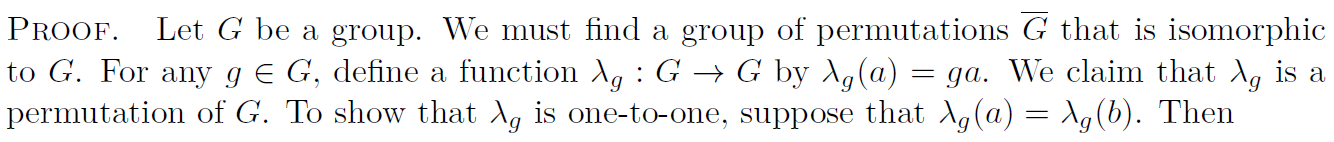 PROOF. Let G be a group. We must find a group of permutations G̅ that is isomorphic
to G. For any g ∈ G, define a function λ_g : G → G by λ_g(a) = ga. We claim that λ_g is a
permutation of G. To show that λ_g is one-to-one, suppose that λ_g(a) = λ_g(b). Then